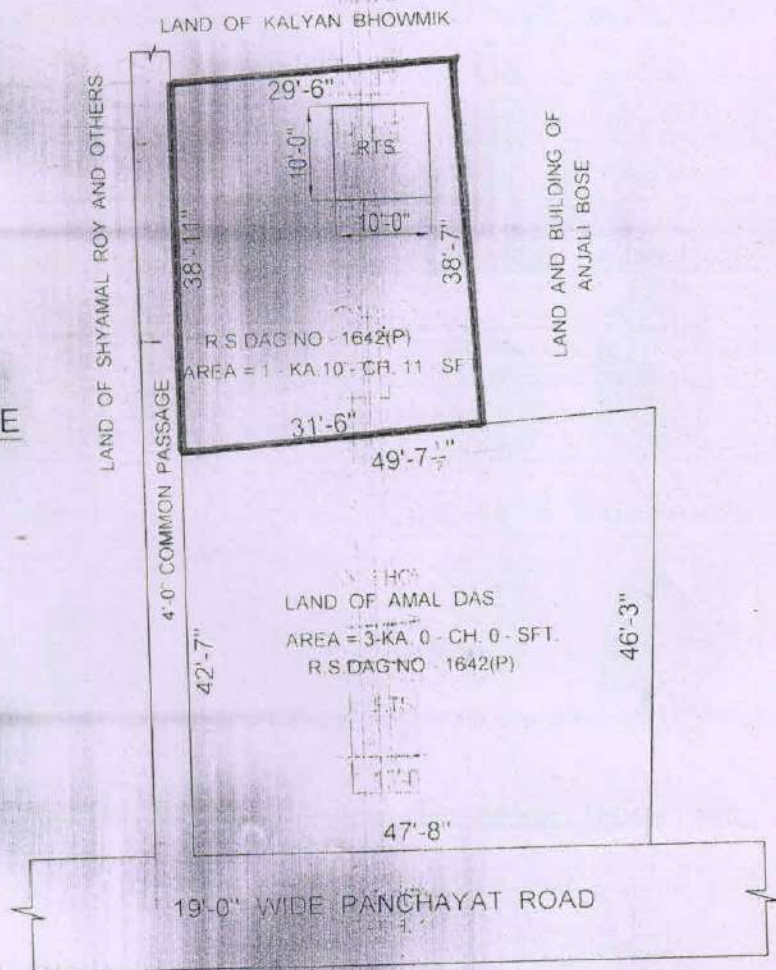 LAND OF KALYAN BHOWMIK
LAND OF SHYAMAL ROY AND OTHERS
29'-6"
10'-0"
RTS
10'-0"
38'-11"
38'-7"
LAND AND BUILDING OF
ANJALI BOSE
R.S DAG NO - 1642(P)
AREA = 1 - KA.10 - CH. 11 - SF
31'-6"
49'-7½"
E
4'-0" COMMON PASSAGE
LAND OF AMAL DAS
AREA = 3-KA. 0 - CH. 0 - SFT.
R.S.DAG NO - 1642(P)
42'-7"
46'-3"
47'-8"
19'-0" WIDE PANCHAYAT ROAD